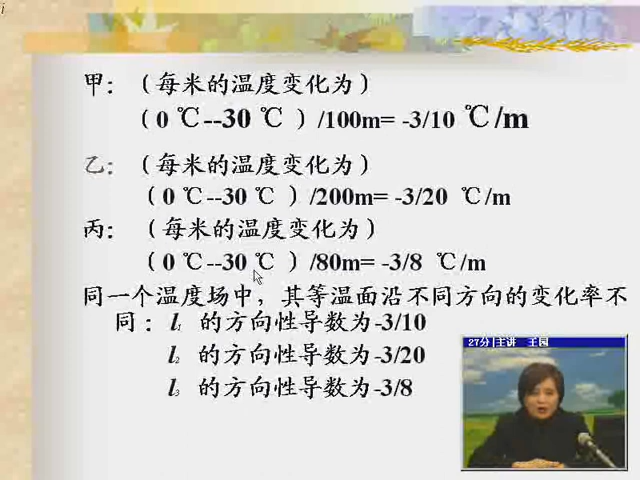 i
甲：（每米的温度变化为）
（0 ℃--30 ℃ ）/100m= -3/10 ℃/m
乙：（每米的温度变化为）
（0 ℃--30 ℃ ）/200m= -3/20 ℃/m
丙：（每米的温度变化为）
（0 ℃--30 ℃ ）/80m= -3/8 ℃/m
同一个温度场中，其等温面沿不同方向的变化率不
同：l1 的方向性导数为-3/10
l2 的方向性导数为-3/20
l3 的方向性导数为-3/8
27分 主讲 王园